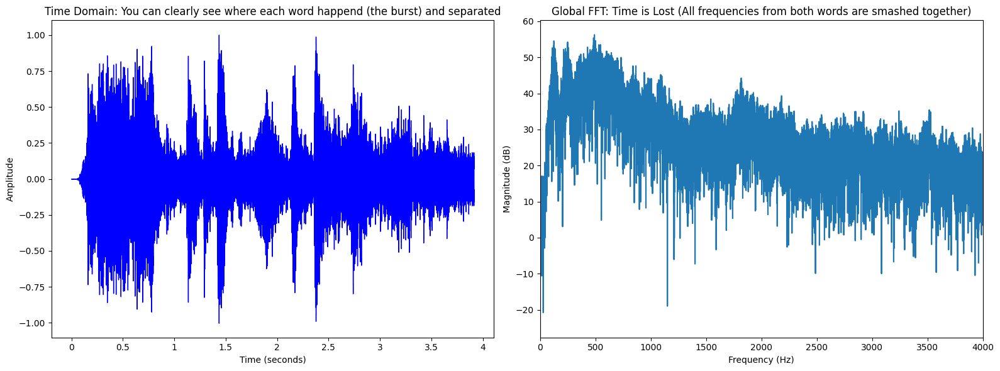 Time Domain: You can clearly see where each word happend (the burst) and separated
1.00
0.75
0.50
0.25
0.00
−0.25
−0.50
−0.75
−1.00
Amplitude
0 0.5 1 1.5 2 2.5 3 3.5 4
Time (seconds)
Global FFT: Time is Lost (All frequencies from both words are smashed together)
60
50
40
30
20
10
0
−10
−20
Magnitude (dB)
0 500 1000 1500 2000 2500 3000 3500 4000
Frequency (Hz)